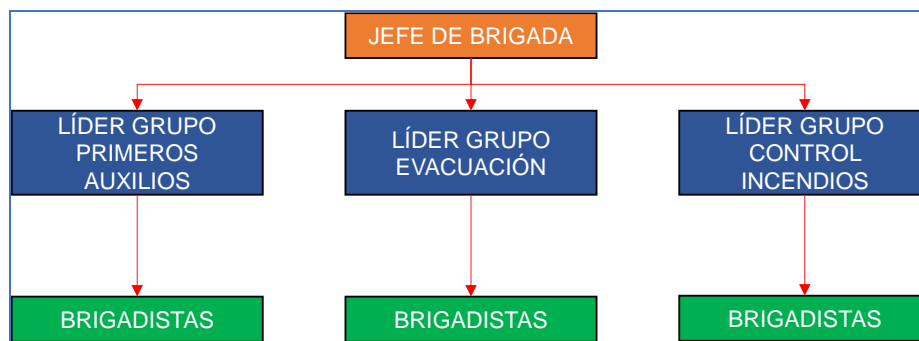 JEFE DE BRIGADA
LÍDER GRUPO
PRIMEROS
AUXILIOS
LÍDER GRUPO
EVACUACIÓN
LÍDER GRUPO
CONTROL
INCENDIOS
BRIGADISTAS
BRIGADISTAS
BRIGADISTAS